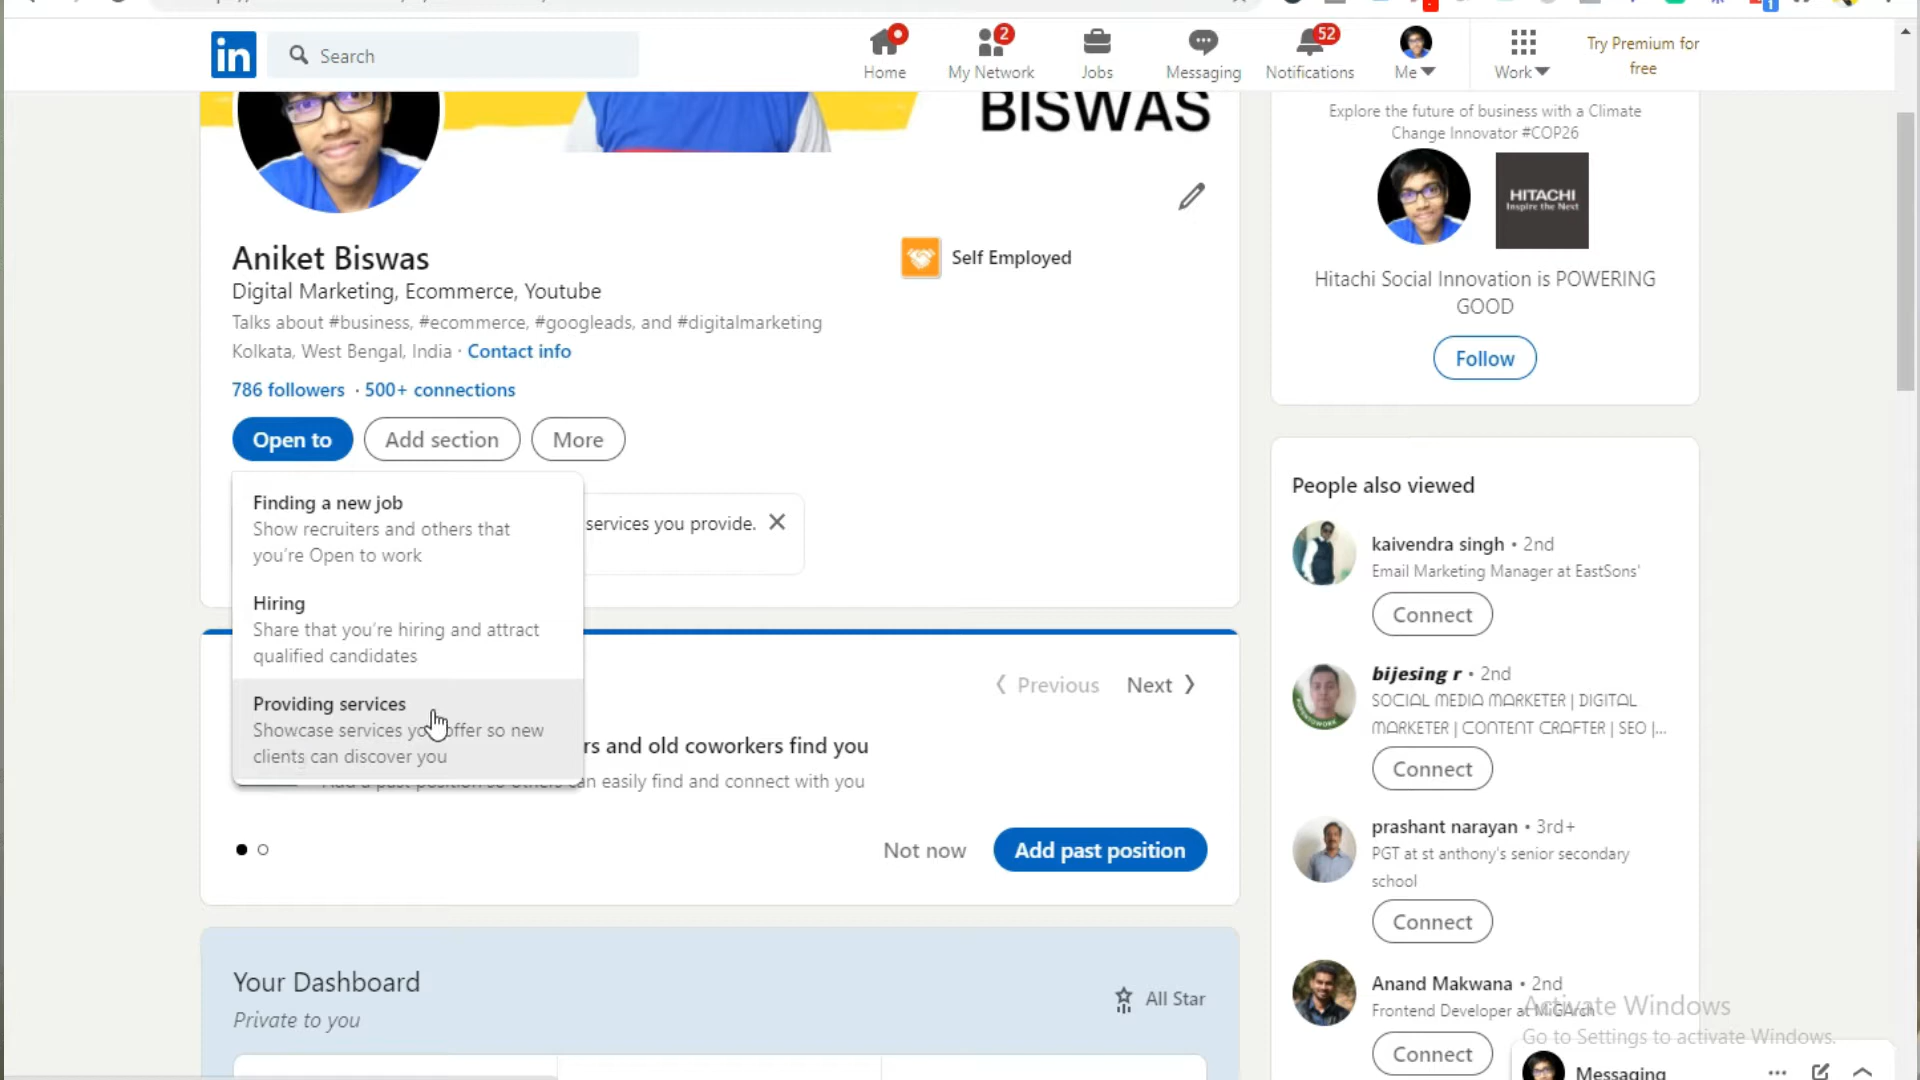 in
Search
Home
2
My Network
Jobs
Messaging
52
Notifications
Me
Work
Try Premium for
free
BISWAS
Aniket Biswas
Digital Marketing, Ecommerce, Youtube
Talks about #business, #ecommerce, #googleads, and #digitalmarketing
Kolkata, West Bengal, India · Contact info
786 followers · 500+ connections
Self Employed
Open to
Add section
More
Finding a new job
Show recruiters and others that
you're Open to work
Hiring
Share that you're hiring and attract
qualified candidates
Providing services
Showcase services you offer so new
clients can discover you
services you provide.
Previous
Next
rs and old coworkers find you
an easily find and connect with you
Not now
Add past position
Your Dashboard
Private to you
All Star
Explore the future of business with a Climate
Change Innovator #COP26
HITACHI
Inspire the Next
Hitachi Social Innovation is POWERING
GOOD
Follow
People also viewed
kaivendra singh • 2nd
Email Marketing Manager at EastSons'
Connect
bijesing r • 2nd
SOCIAL MEDIA MARKETER | DIGITAL
MARKETER | CONTENT CRAFTER | SEO |...
Connect
prashant narayan • 3rd+
PGT at st anthony's senior secondary
school
Connect
Anand Makwana • 2nd
Frontend Developer at MiGArch
Connect
Activate Windows
Go to Settings to activate Windows.
Messaging